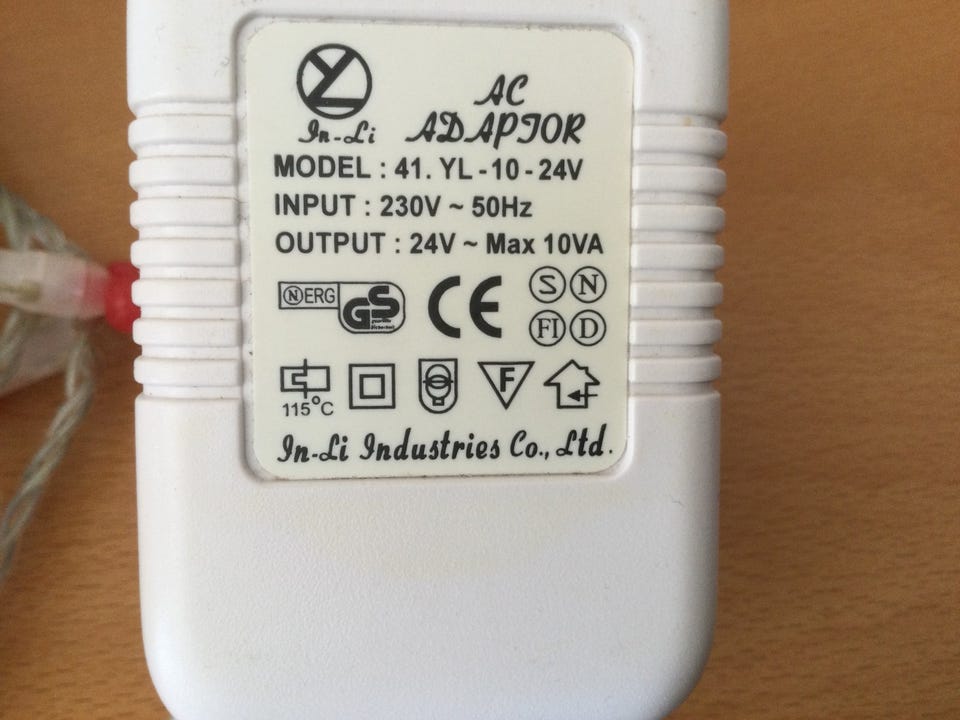 In-Li
AC
ADAPTOR
MODEL : 41. YL - 10 - 24V
INPUT : 230V ~ 50Hz
OUTPUT : 24V ~ Max 10VA
N ERG
GS
CE
S N
FI D
115°C
F
In-Li Industries Co., Ltd.